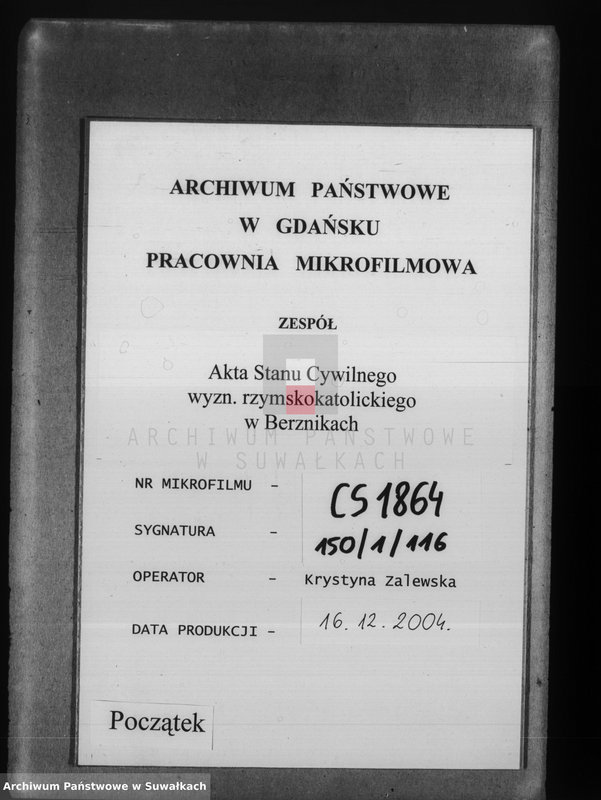 ARCHIWUM PAŃSTWOWE
W GDAŃSKU
PRACOWNIA MIKROFILMOWA
ZESPÓŁ
Akta Stanu Cywilnego
wyzn. rzymskokatolickiego
w Berznikach
ARCHIWUM PAŃSTWOWE
W SUWAŁKACH
NR MIKROFILMU – CS 1864
SYGNATURA – 150/1/116
OPERATOR – Krystyna Zalewska
DATA PRODUKCJI – 16.12.2004.
Początek
Archiwum Państwowe w Suwałkach